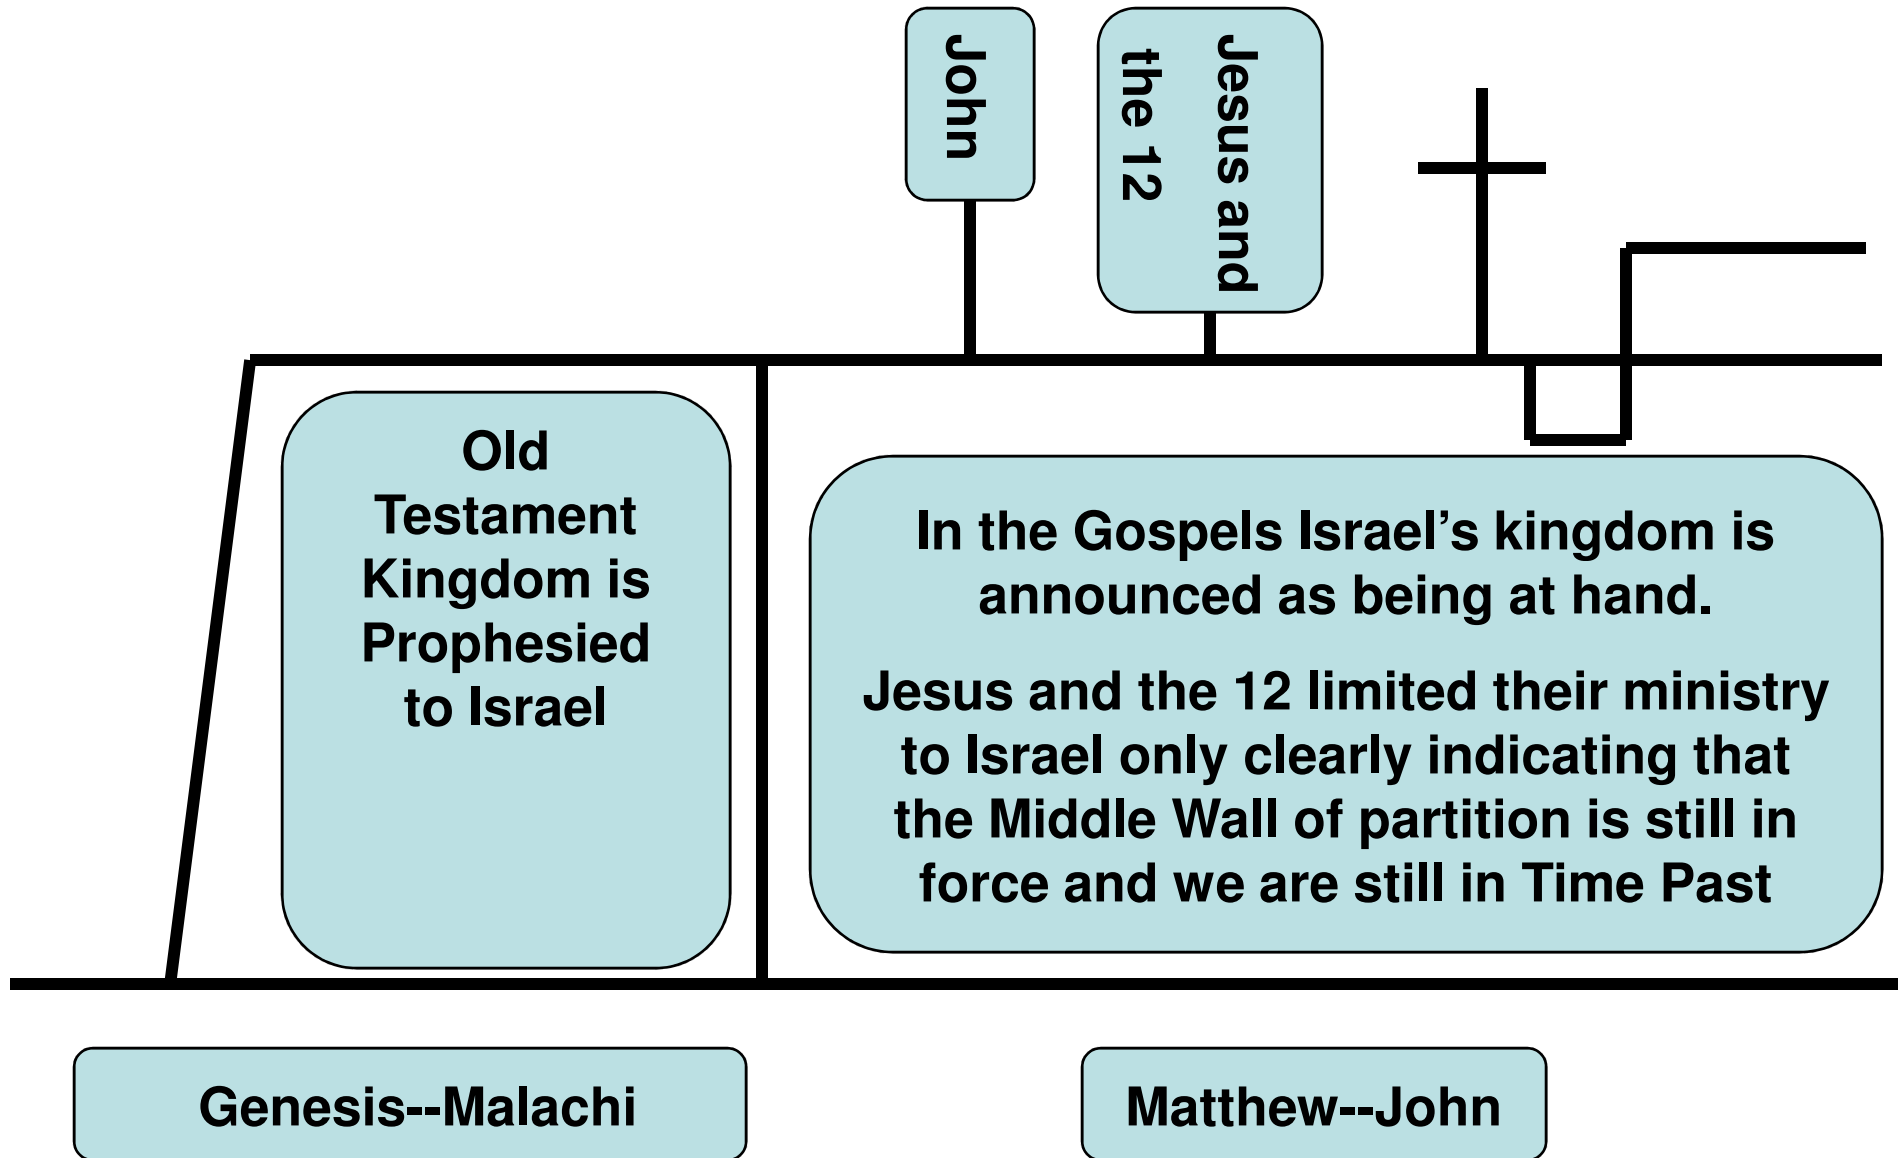 John
Jesus and
the 12
Old
Testament
Kingdom is
Prophesied
to Israel
In the Gospels Israel’s kingdom is
announced as being at hand.
Jesus and the 12 limited their ministry
to Israel only clearly indicating that
the Middle Wall of partition is still in
force and we are still in Time Past
Genesis--Malachi
Matthew--John